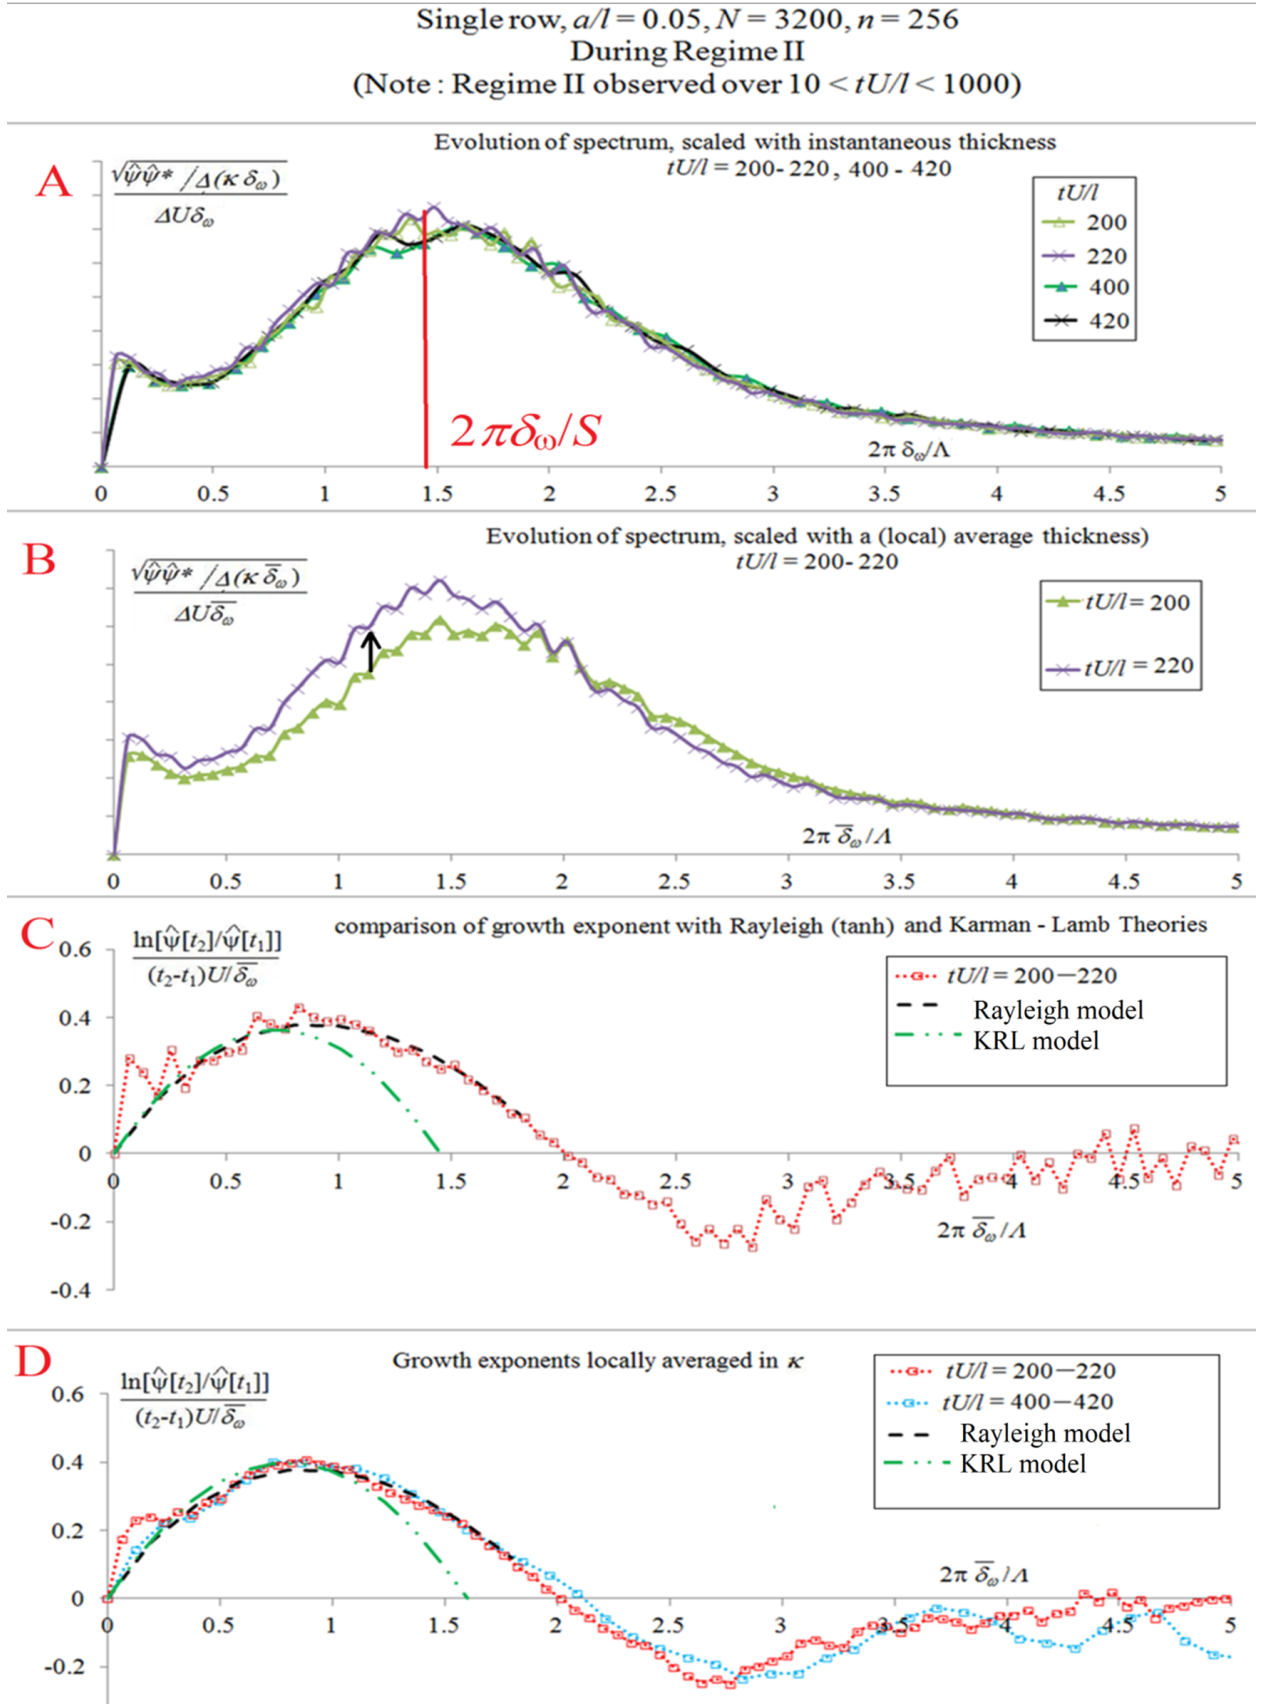 Single row, a/l = 0.05, N = 3200, n = 256
During Regime II
(Note : Regime II observed over 10 < tU/l < 1000)
A
Evolution of spectrum, scaled with instantaneous thickness
tU/l = 200-220 , 400 - 420
√ψ̂ψ̂* /Δ(κ δω)
ΔUδω
tU/l
200
220
400
420
2πδω/S
2π δω/Λ
0 0.5 1 1.5 2 2.5 3 3.5 4 4.5 5
B
Evolution of spectrum, scaled with a (local) average thickness)
tU/l = 200-220
√ψ̂ψ̂* /Δ(κ δ̅ω)
ΔUδ̅ω
tU/l = 200
tU/l = 220
2π δ̅ω/Λ
0 0.5 1 1.5 2 2.5 3 3.5 4 4.5 5
C
comparison of growth exponent with Rayleigh (tanh) and Karman - Lamb Theories
ln[ψ̂[t2]/ψ̂[t1]]
(t2-t1)U/δ̅ω
tU/l = 200—220
Rayleigh model
KRL model
0.6
0.4
0.2
0
-0.2
-0.4
0.5 1 1.5 2 2.5 3 3.5 4 4.5 5
2π δ̅ω/Λ
D
Growth exponents locally averaged in κ
ln[ψ̂[t2]/ψ̂[t1]]
(t2-t1)U/δ̅ω
tU/l = 200—220
tU/l = 400—420
Rayleigh model
KRL model
0.6
0.4
0.2
0
-0.2
2π δ̅ω/Λ
0 0.5 1 1.5 2 2.5 3 3.5 4 4.5 5